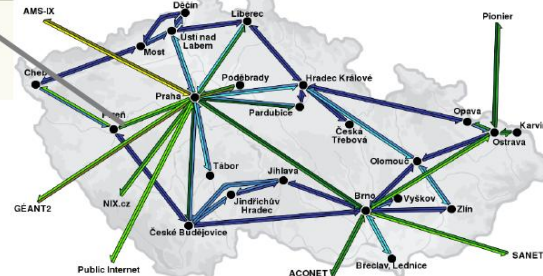 AMS-IX
Děčín
Liberec
Pionier
Ústí nad
Labem
Most
Cheb
Poděbrady
Hradec Králové
Praha
Pardubice
Opava
Karviná
Ostrava
Plzeň
Česká
Třebová
Olomouc
Tábor
Jihlava
Jindřichův
Hradec
Brno
Vyškov
Zlín
GÉANT2
NIX.cz
České Budějovice
Public Internet
Břeclav, Lednice
ACONET
SANET